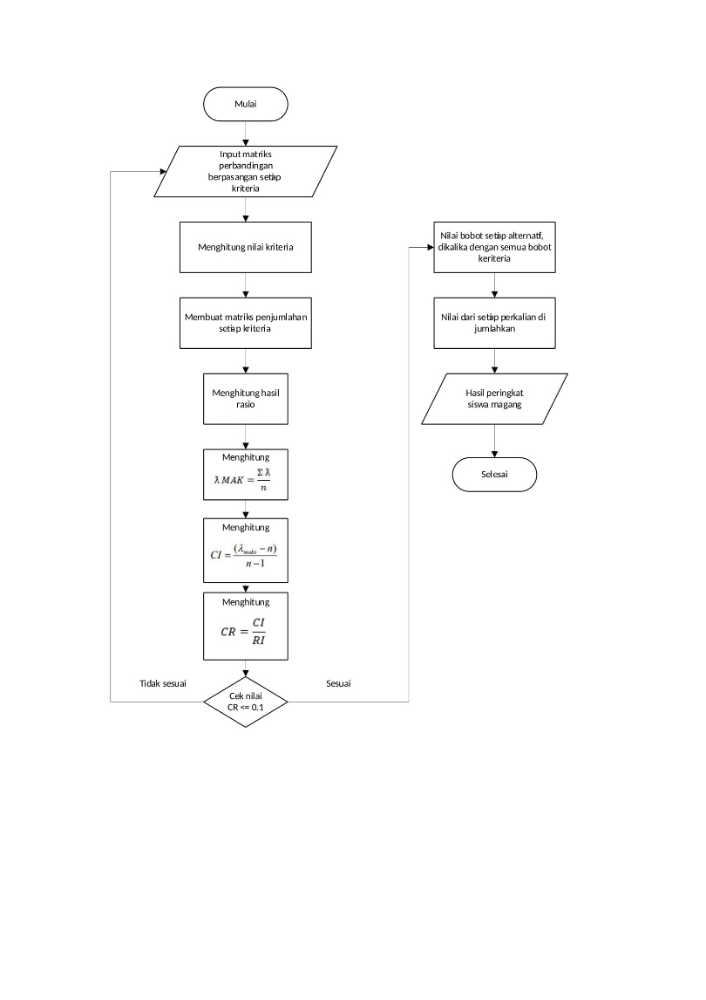 Mulai
Input matriks
perbandingan
berpasangan setiap
kriteria
Menghitung nilai kriteria
Membuat matriks penjumlahan
setiap kriteria
Menghitung hasil
rasio
Menghitung
λ MAK = Σ λ / n
Menghitung
CI = (λmaks − n) / n − 1
Menghitung
CR = CI / RI
Tidak sesuai
Cek nilai
CR <= 0.1
Sesuai
Nilai bobot setiap alternatif,
dikalika dengan semua bobot
keriteria
Nilai dari setiap perkalian di
jumlahkan
Hasil peringkat
siswa magang
Selesai